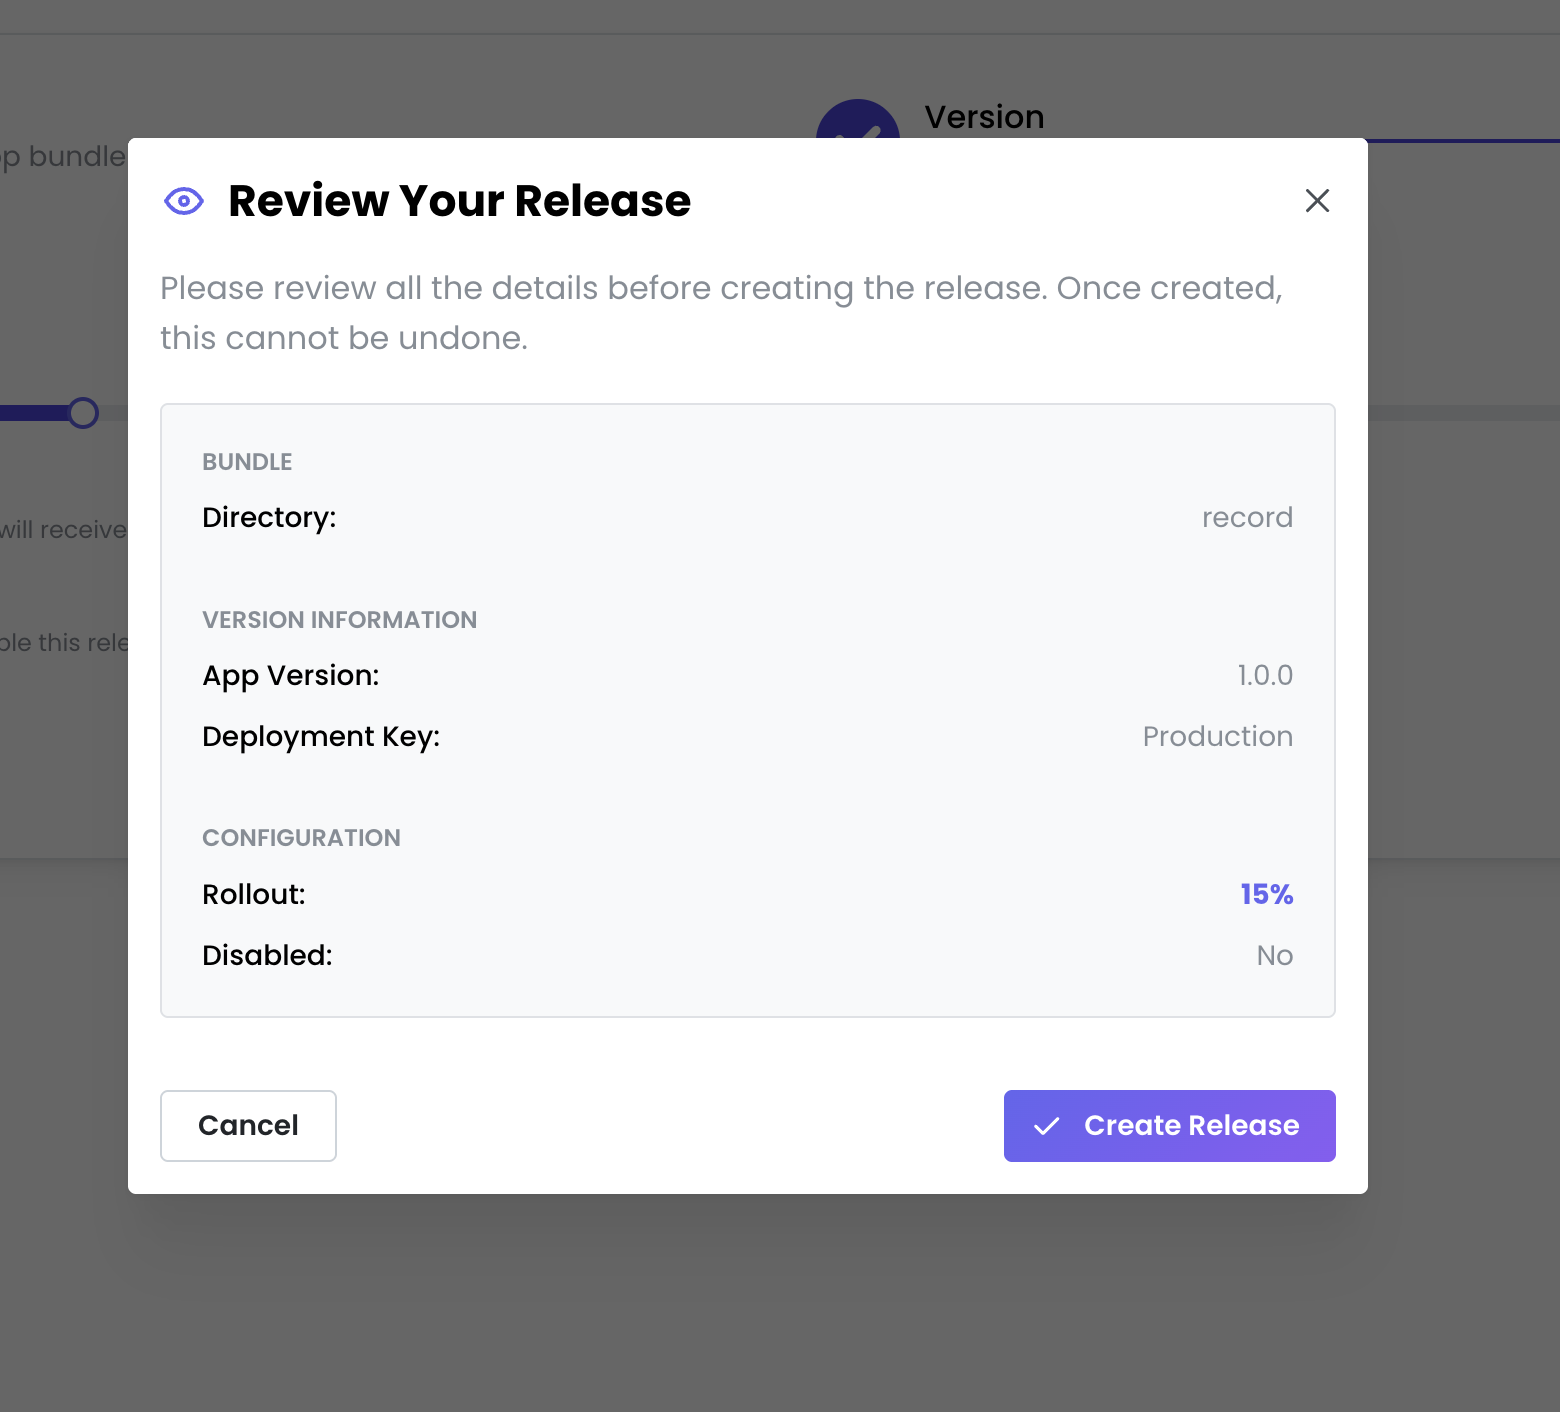 Version
p bundle
Review Your Release
Please review all the details before creating the release. Once created,
this cannot be undone.
BUNDLE
Directory: record
will receive
VERSION INFORMATION
ble this rele
App Version: 1.0.0
Deployment Key: Production
CONFIGURATION
Rollout: 15%
Disabled: No
Cancel
Create Release